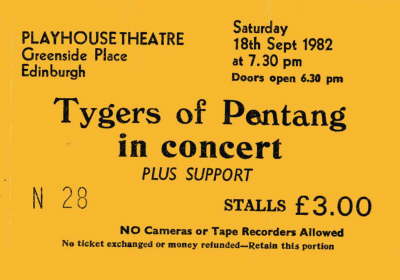 PLAYHOUSE THEATRE
Greenside Place
Edinburgh
Saturday
18th Sept 1982
at 7.30 pm
Doors open 6.30 pm
Tygers of Pantang
in concert
PLUS SUPPORT
N 28
STALLS £3.00
NO Cameras or Tape Recorders Allowed
No ticket exchanged or money refunded—Retain this portion